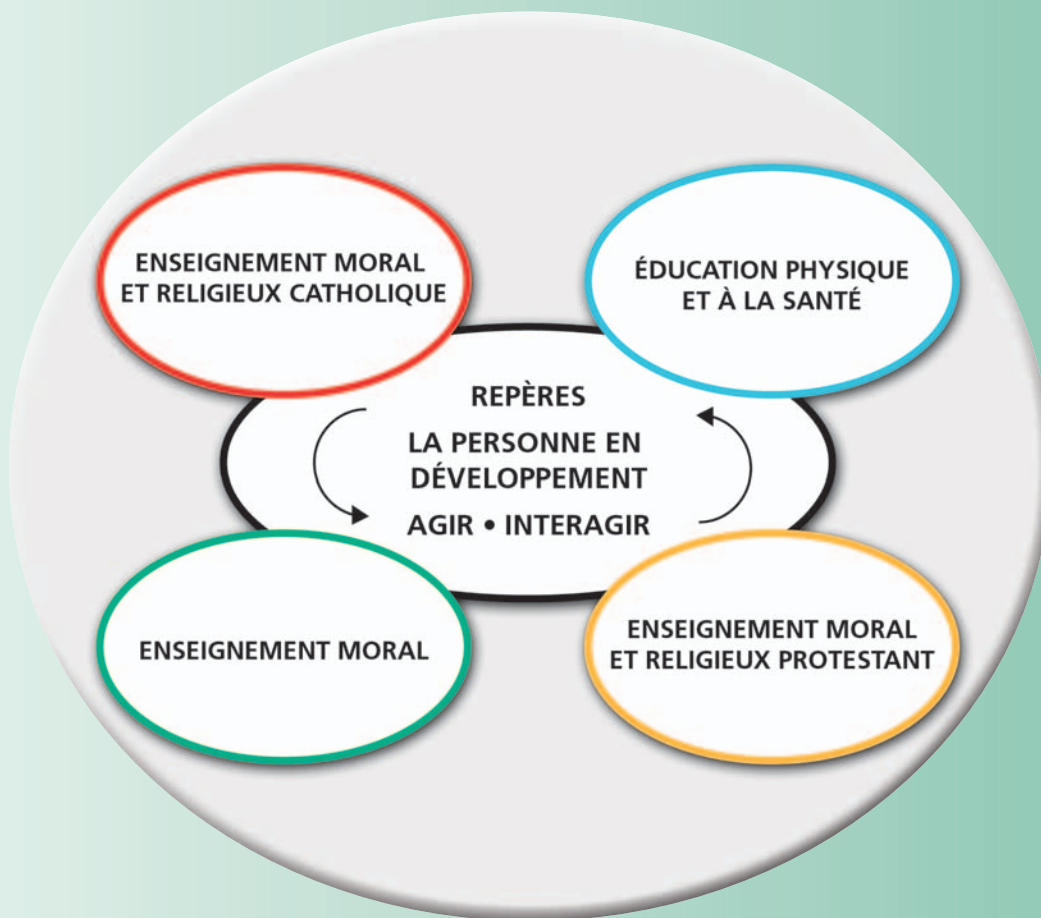 ENSEIGNEMENT MORAL
ET RELIGIEUX CATHOLIQUE
ÉDUCATION PHYSIQUE
ET À LA SANTÉ
REPÈRES
LA PERSONNE EN
DÉVELOPPEMENT
AGIR • INTERAGIR
ENSEIGNEMENT MORAL
ENSEIGNEMENT MORAL
ET RELIGIEUX PROTESTANT